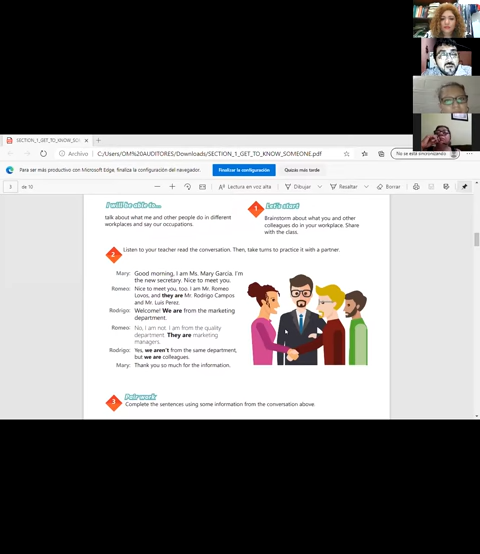 SECTION_1_GET_TO_KNOW_SOMEONE
Archivo
C:/Users/OM%20AUDITORES/Downloads/SECTION_1_GET_TO_KNOW_SOMEONE.pdf
No se está sincronizando
Para ser más productivo con Microsoft Edge, finaliza la configuración del navegador.
Finalizar la configuración
Quizás más tarde
3
de 10
Lectura en voz alta
Dibujar
Resaltar
Borrar
I will be able to...
talk about what me and other people do in different
workplaces and say our occupations.
1
Let's start
Brainstorm about what you and other
colleagues do in your workplace. Share
with the class.
2
Listen to your teacher read the conversation. Then, take turns to practice it with a partner.
Mary: Good morning, I am Ms. Mary Garcia. I'm
the new secretary. Nice to meet you.
Romeo: Nice to meet you, too. I am Mr. Romeo
Lovos, and they are Mr. Rodrigo Campos
and Mr. Luis Perez.
Rodrigo: Welcome! We are from the marketing
department.
Romeo: No, I am not. I am from the quality
department. They are marketing
managers.
Rodrigo: Yes, we aren't from the same department,
but we are colleagues.
Mary: Thank you so much for the information.
3
Pair work
Complete the sentences using some information from the conversation above